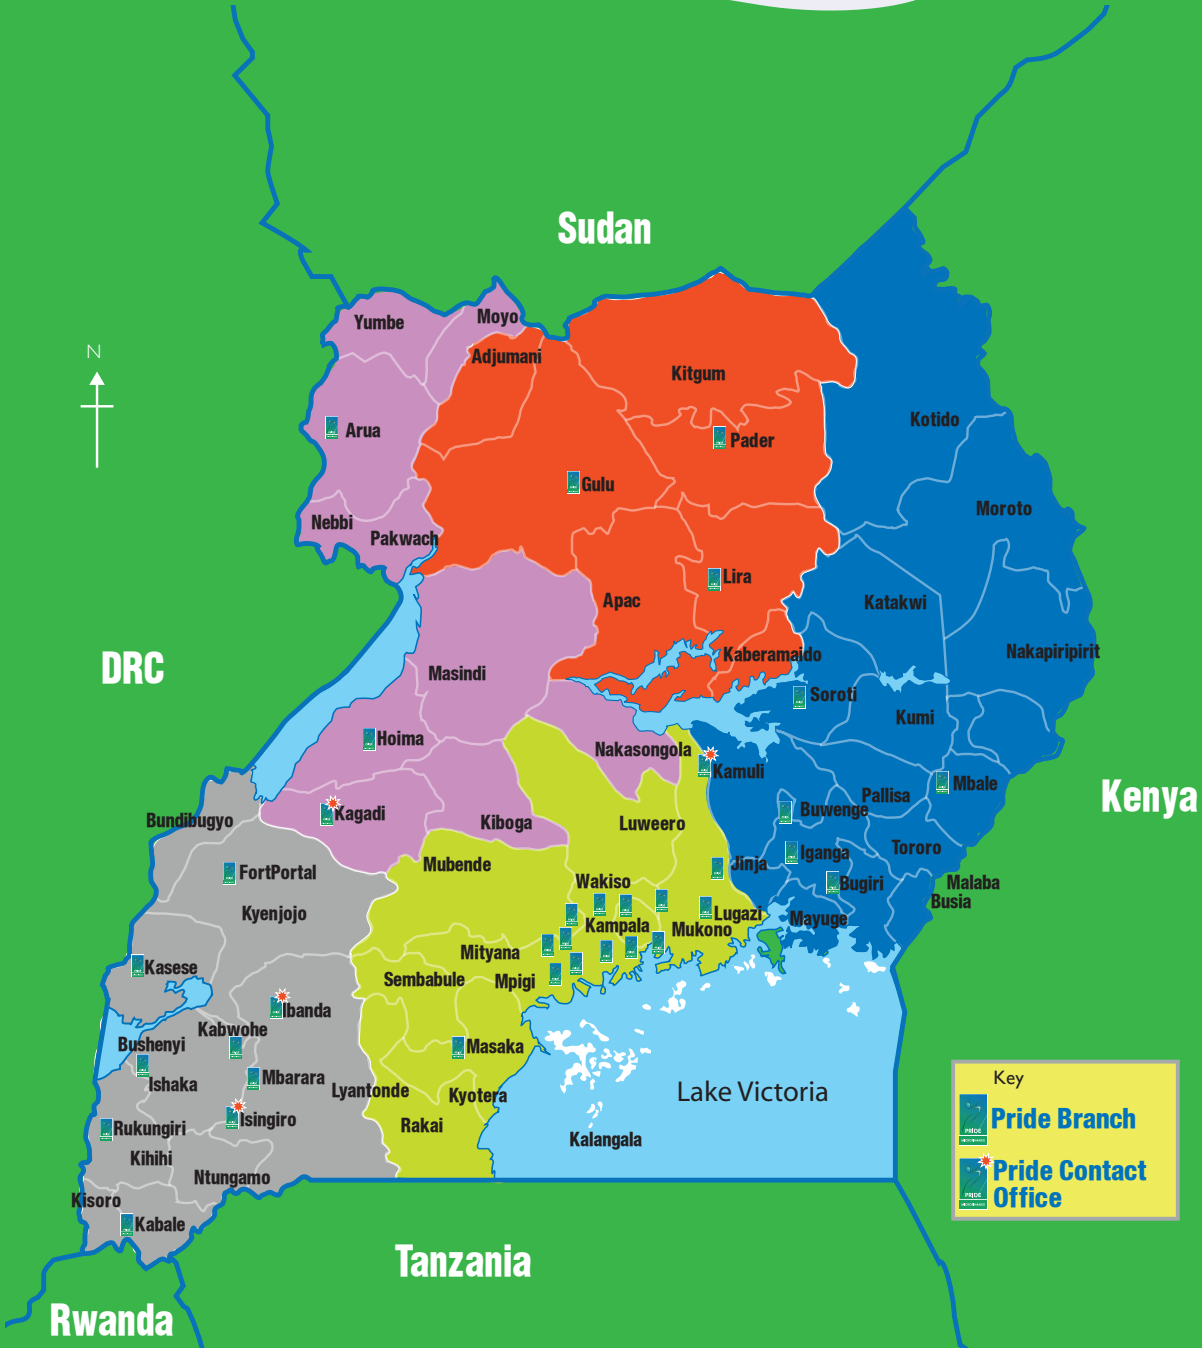 Sudan
N
Yumbe
Moyo
Adjumani
Kitgum
Kotido
Arua
Pader
Gulu
Moroto
Nebbi
Pakwach
Lira
Apac
Katakwi
DRC
Kaberamaido
Nakapiripirit
Masindi
Soroti
Kumi
Hoima
Nakasongola
Kamuli
Mbale
Kenya
Pallisa
Buwenge
Kagadi
Bundibugyo
Kiboga
Luweero
Tororo
Iganga
Mubende
Jinja
FortPortal
Wakiso
Bugiri
Malaba
Busia
Kyenjojo
Lugazi
Mayuge
Kampala
Mukono
Mityana
Kasese
Sembabule
Mpigi
Ibanda
Kabwohe
Bushenyi
Masaka
Ishaka
Mbarara
Lyantonde
Kyotera
Lake Victoria
Isingiro
Rakai
Rukungiri
Kalangala
Kihihi
Ntungamo
Kisoro
Kabale
Key
PRIDE
Pride Branch
PRIDE
Pride Contact
Office
Tanzania
Rwanda